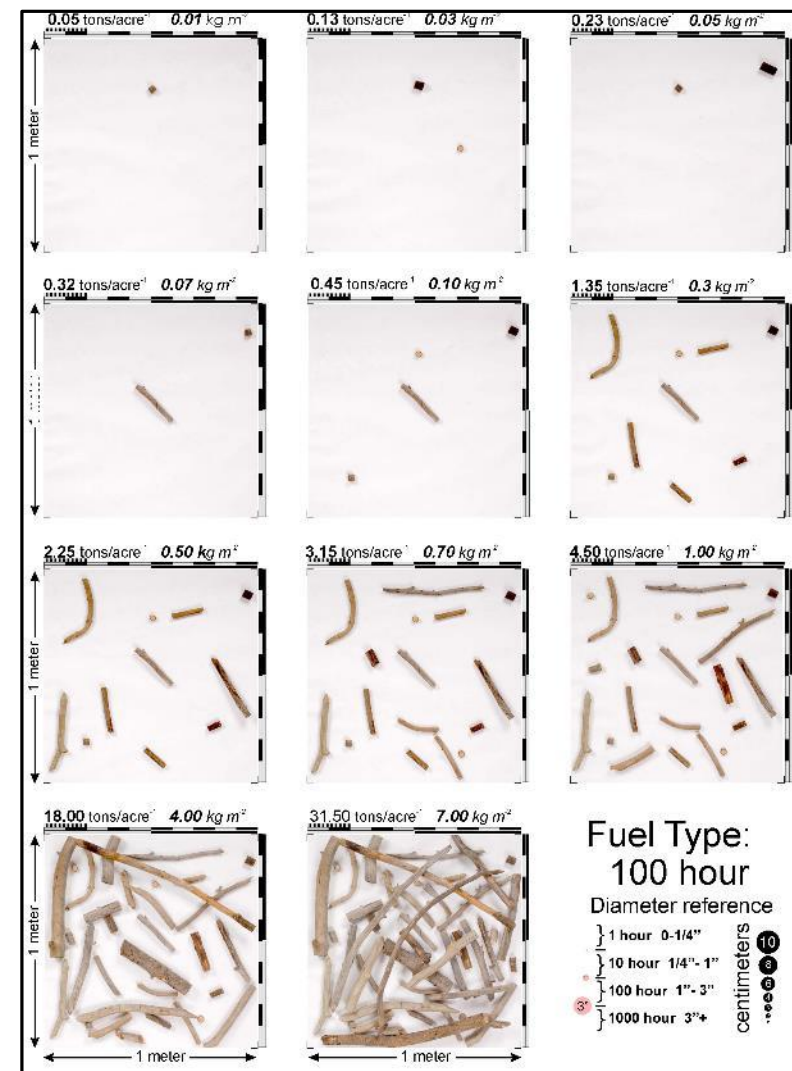 0.05 tons/acre⁻¹ 0.01 kg m⁻²
0.13 tons/acre⁻¹ 0.03 kg m⁻²
0.23 tons/acre⁻¹ 0.05 kg m⁻²
1 meter
0.32 tons/acre⁻¹ 0.07 kg m⁻²
0.45 tons/acre⁻¹ 0.10 kg m⁻²
1.35 tons/acre⁻¹ 0.3 kg m⁻²
2.25 tons/acre⁻¹ 0.50 kg m⁻²
3.15 tons/acre⁻¹ 0.70 kg m⁻²
4.50 tons/acre⁻¹ 1.00 kg m⁻²
1 meter
18.00 tons/acre⁻¹ 4.00 kg m⁻²
31.50 tons/acre⁻¹ 7.00 kg m⁻²
1 meter
1 meter
1 meter
Fuel Type:
100 hour
Diameter reference
1 hour 0-1/4"
10 hour 1/4"- 1"
100 hour 1"- 3"
1000 hour 3"+
3"
centimeters
10
8
6
4